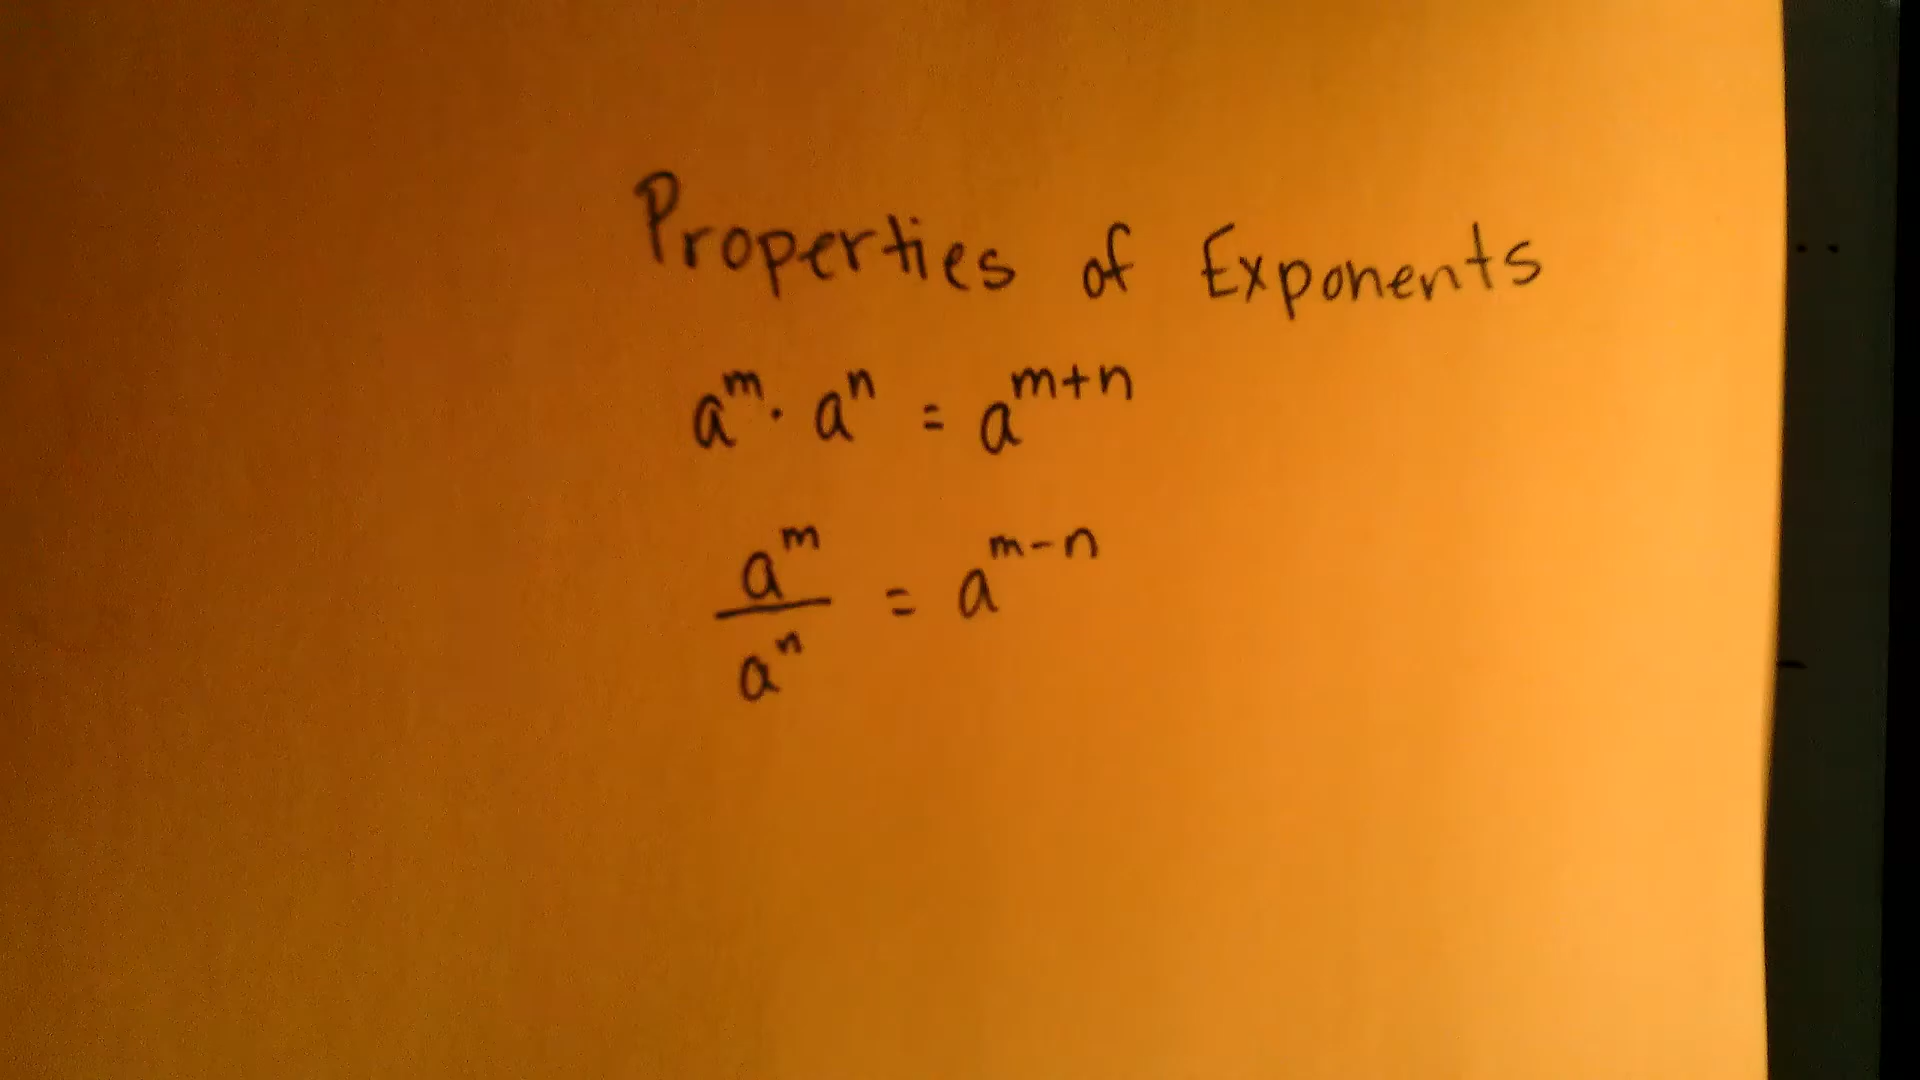 Properties of Exponents
a^m · a^n = a^{m+n}
a^m / a^n = a^{m-n}